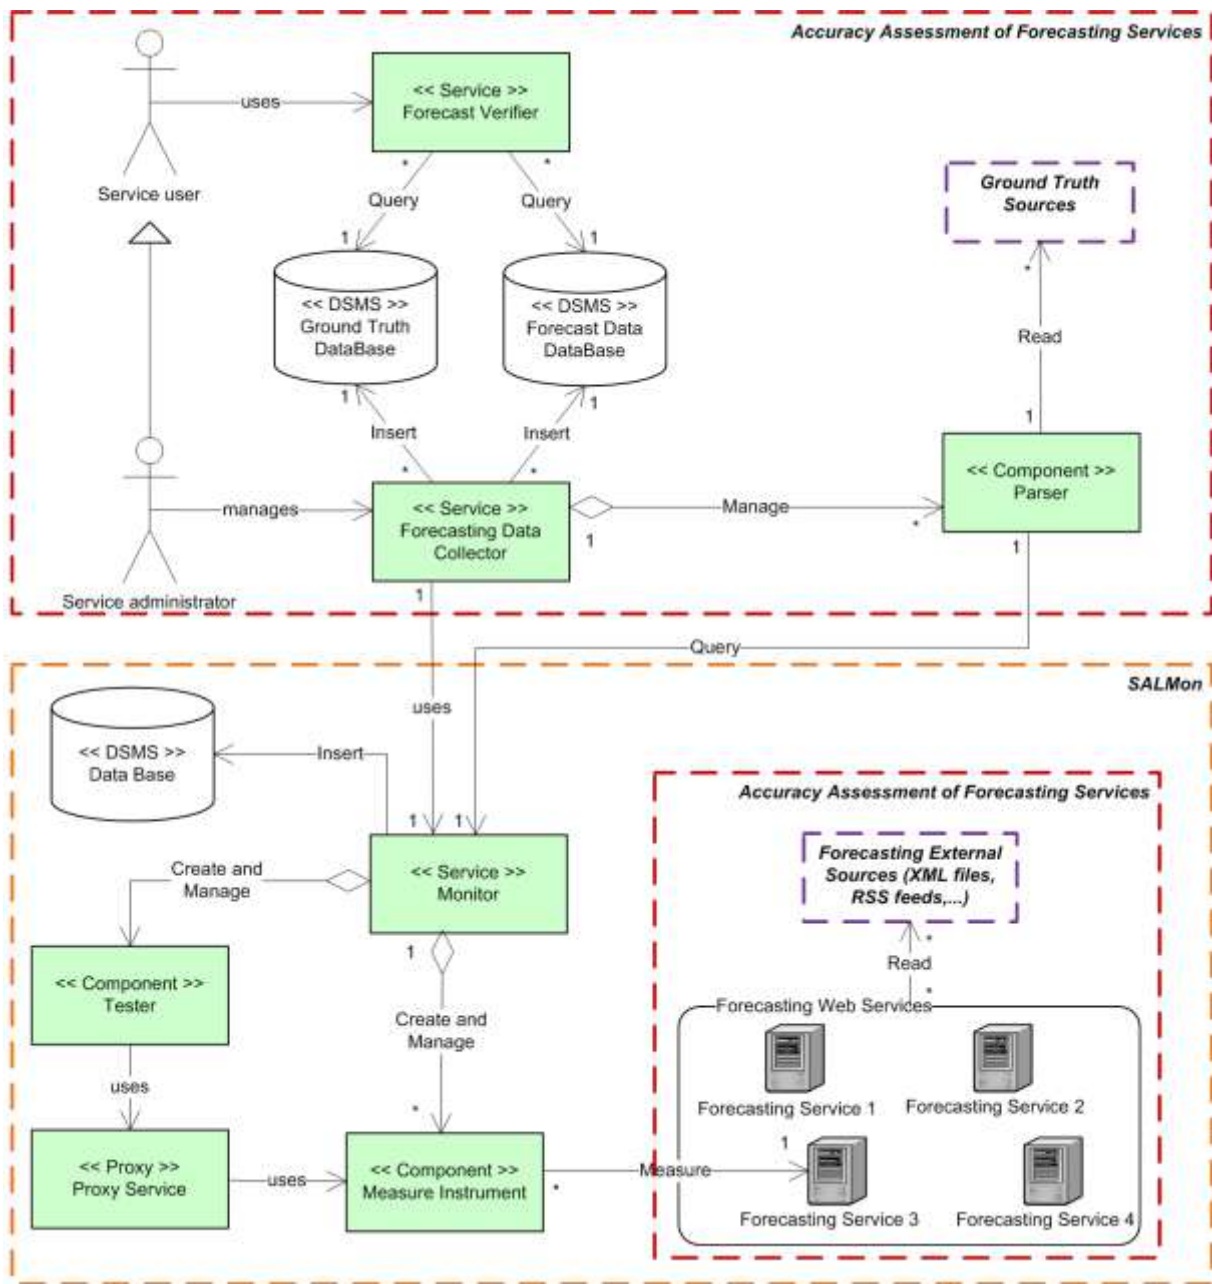 Accuracy Assessment of Forecasting Services
<< Service >>
Forecast Verifier
uses
*
*
Service user
Query
Query
Ground Truth
Sources
1
1
*
<< DSMS >>
Ground Truth
DataBase
<< DSMS >>
Forecast Data
DataBase
Read
1
1
1
Insert
Insert
*
*
<< Component >>
Parser
manages
<< Service >>
Forecasting Data
Collector
Manage
1
*
1
Service administrator
1
Query
SALMon
uses
<< DSMS >>
Data Base
Insert
1
1
Accuracy Assessment of Forecasting Services
Create and
Manage
<< Service >>
Monitor
Forecasting External
Sources (XML files,
RSS feeds,...)
1
*
Read
*
<< Component >>
Tester
Create and
Manage
Forecasting Web Services
uses
Forecasting Service 1
Forecasting Service 2
*
1
<< Proxy >>
Proxy Service
uses
<< Component >>
Measure Instrument
Measure
*
Forecasting Service 3
Forecasting Service 4